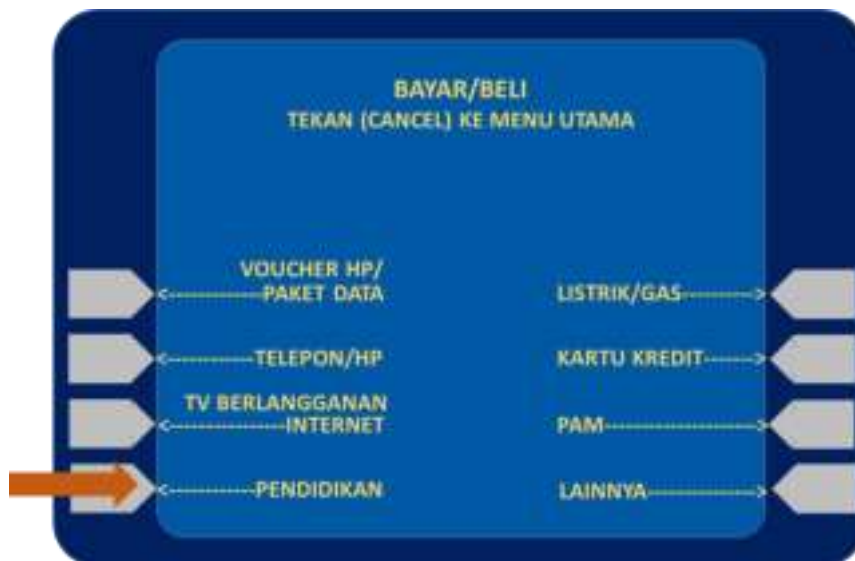 BAYAR/BELI
TEKAN (CANCEL) KE MENU UTAMA
VOUCHER HP/
<-------------PAKET DATA
LISTRIK/GAS----------->
<-------------TELEPON/HP
KARTU KREDIT------->
TV BERLANGGANAN
<----------------INTERNET
PAM----------------------->
<-------------PENDIDIKAN
LAINNYA---------------->